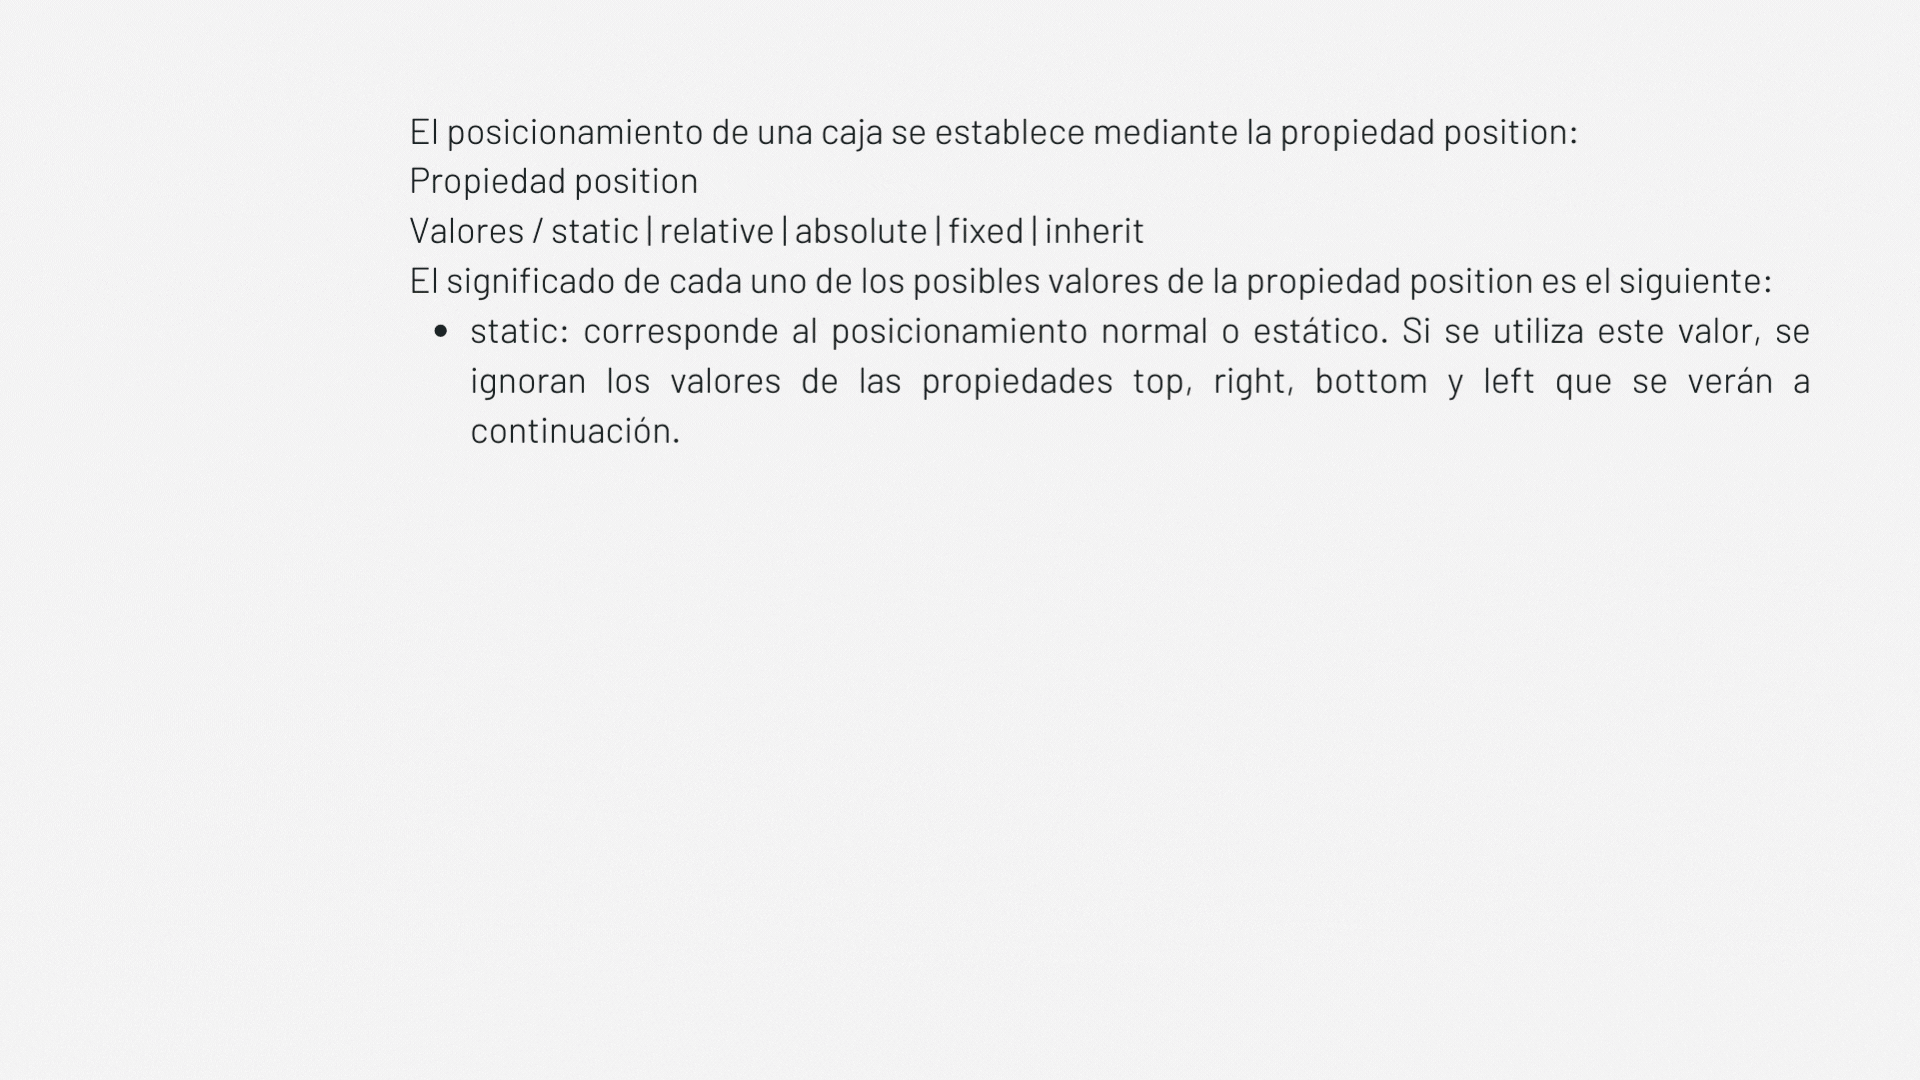 El posicionamiento de una caja se establece mediante la propiedad position:
Propiedad position
Valores / static | relative | absolute | fixed | inherit
El significado de cada uno de los posibles valores de la propiedad position es el siguiente:
• static: corresponde al posicionamiento normal o estático. Si se utiliza este valor, se
ignoran los valores de las propiedades top, right, bottom y left que se verán a
continuación.